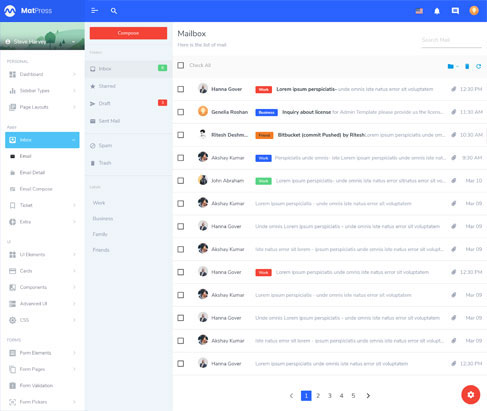 MatPress
Steve Harvey
PERSONAL
Dashboard
Sidebar Types
Page Layouts
Apps
Inbox
Email
Email Detail
Email Compose
Ticket
Extra
UI
UI Elements
Cards
Components
Advanced UI
CSS
FORMS
Form Elements
Form Pages
Form Validation
Form Pickers
Compose
Inbox
Starred
Draft
Sent Mail
Spam
Trash
Work
Business
Family
Friends
Mailbox
Here is the list of mail
Search Mail
Check All
Hanna Gover Work Lorem ipsum perspiciatis- unde omnis iste natus error sit voluptatem 12:30 PM
Genelia Roshan Business Inquiry about license for Admin Template please us the licens... 11:30 AM
Ritesh Deshm... Friend Bitbucket (commit Pushed) by Ritesh Lorem ipsum perspiciatis unde omnis iste nat... 10:30 AM
Akshay Kumar Work Perspiciatis unde omnis - iste Lorem ipsum perspiciatis unde omnis iste nat... 9:30 AM
John Abraham Work Lorem ipsum perspiciatis - unde omnis iste natus error sit natus error sit vol... Mar 10
Akshay Kumar Lorem ipsum perspiciatis - unde omnis iste natus error sit voluptatem Mar 09
Hanna Gover Unde omnis - Lorem ipsum perspiciatis unde omnis iste natus error sit voluptatem Mar 09
Akshay Kumar Iste natus error sit - Lorem ipsum perspiciatis unde omnis iste natus error sit volupt... Mar 09
Hanna Gover Work Lorem ipsum perspiciatis - unde omnis iste natus error sit voluptatem 12:30 PM
Akshay Kumar Lorem ipsum perspiciatis - unde omnis iste natus error sit voluptatem Mar 09
Hanna Gover Unde omnis - Lorem ipsum perspiciatis unde omnis iste natus error sit voluptatem Mar 09
Akshay Kumar Iste natus error sit - Lorem ipsum perspiciatis unde omnis iste natus error sit volupt... Mar 09
Hanna Gover Lorem ipsum perspiciatis - unde omnis iste natus error sit voluptatem 12:30 PM
1 2 3 4 5